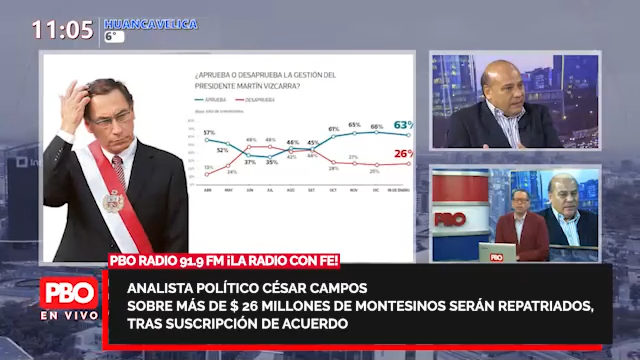 11:05
HUANCAVELICA
6°
¿APRUEBA O DESAPRUEBA LA GESTIÓN DEL
PRESIDENTE MARTÍN VIZCARRA?
APRUEBA
DESAPRUEBA
57%
52%
37%
35%
46%
45%
61%
65%
66%
63%
13%
24%
48%
48%
42%
44%
28%
27%
25%
26%
ABR
MAY
JUN
JUL
AGO
SET
OCT
NOV
DIC
PBO
PBO RADIO 91.9 FM ¡LA RADIO CON FE!
PBO
EN VIVO
ANALISTA POLÍTICO CÉSAR CAMPOS
SOBRE MÁS DE $ 26 MILLONES DE MONTESINOS SERÁN REPATRIADOS,
TRAS SUSCRIPCIÓN DE ACUERDO